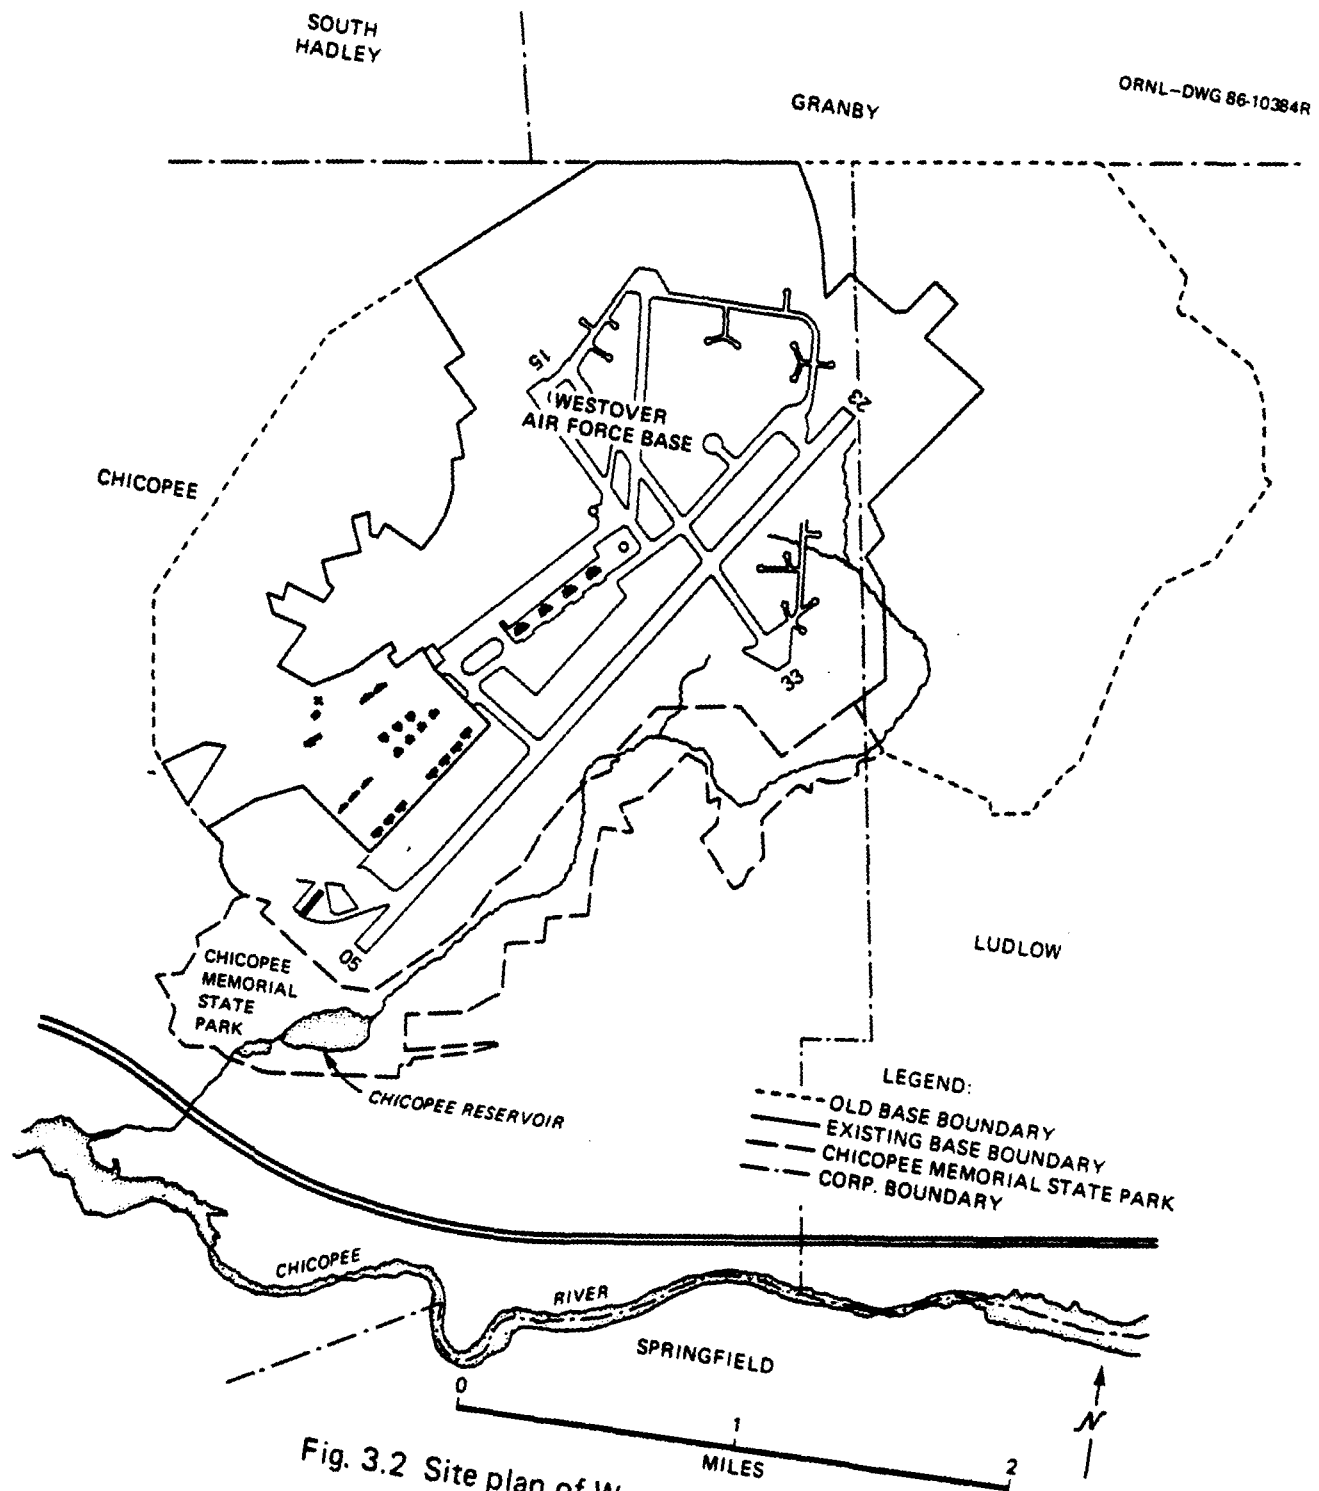 SOUTH
HADLEY
GRANBY
ORNL-DWG 86-10384R
15
WESTOVER
AIR FORCE BASE
23
CHICOPEE
33
05
CHICOPEE
MEMORIAL
STATE
PARK
LUDLOW
CHICOPEE RESERVOIR
LEGEND:
OLD BASE BOUNDARY
EXISTING BASE BOUNDARY
CHICOPEE MEMORIAL STATE PARK
CORP. BOUNDARY
CHICOPEE
RIVER
SPRINGFIELD
0
1
2
MILES
N
Fig. 3.2 Site plan of